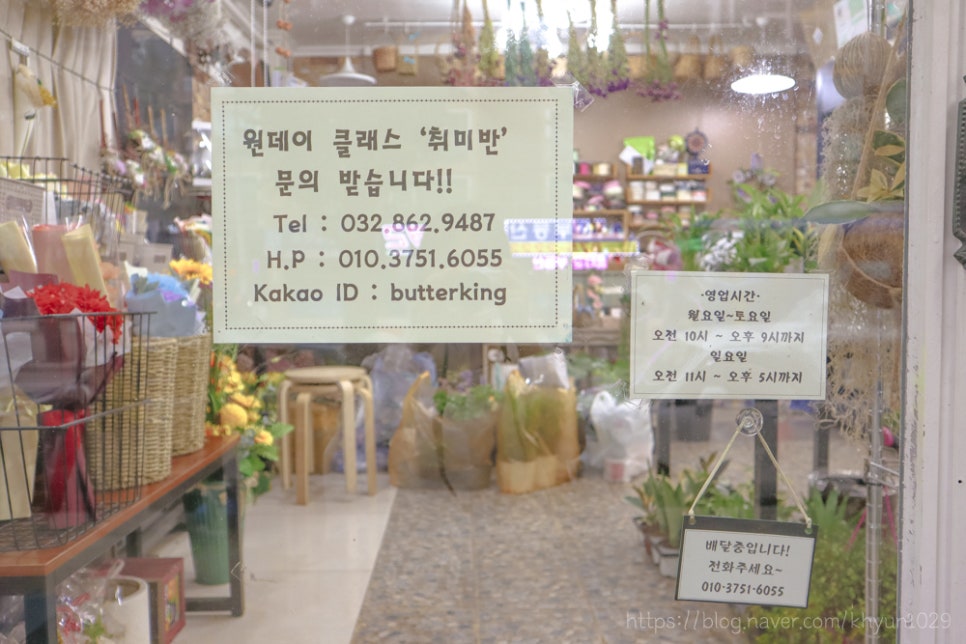 원데이 클래스 ‘취미반’
문의 받습니다!!
Tel : 032.862.9487
H.P : 010.3751.6055
Kakao ID : butterking
·영업시간·
월요일~토요일
오전 10시 ~ 오후 9시까지
일요일
오전 11시 ~ 오후 5시까지
배달중입니다!
전화주세요~
010-3751-6055
https://blog.naver.com/khyun1029